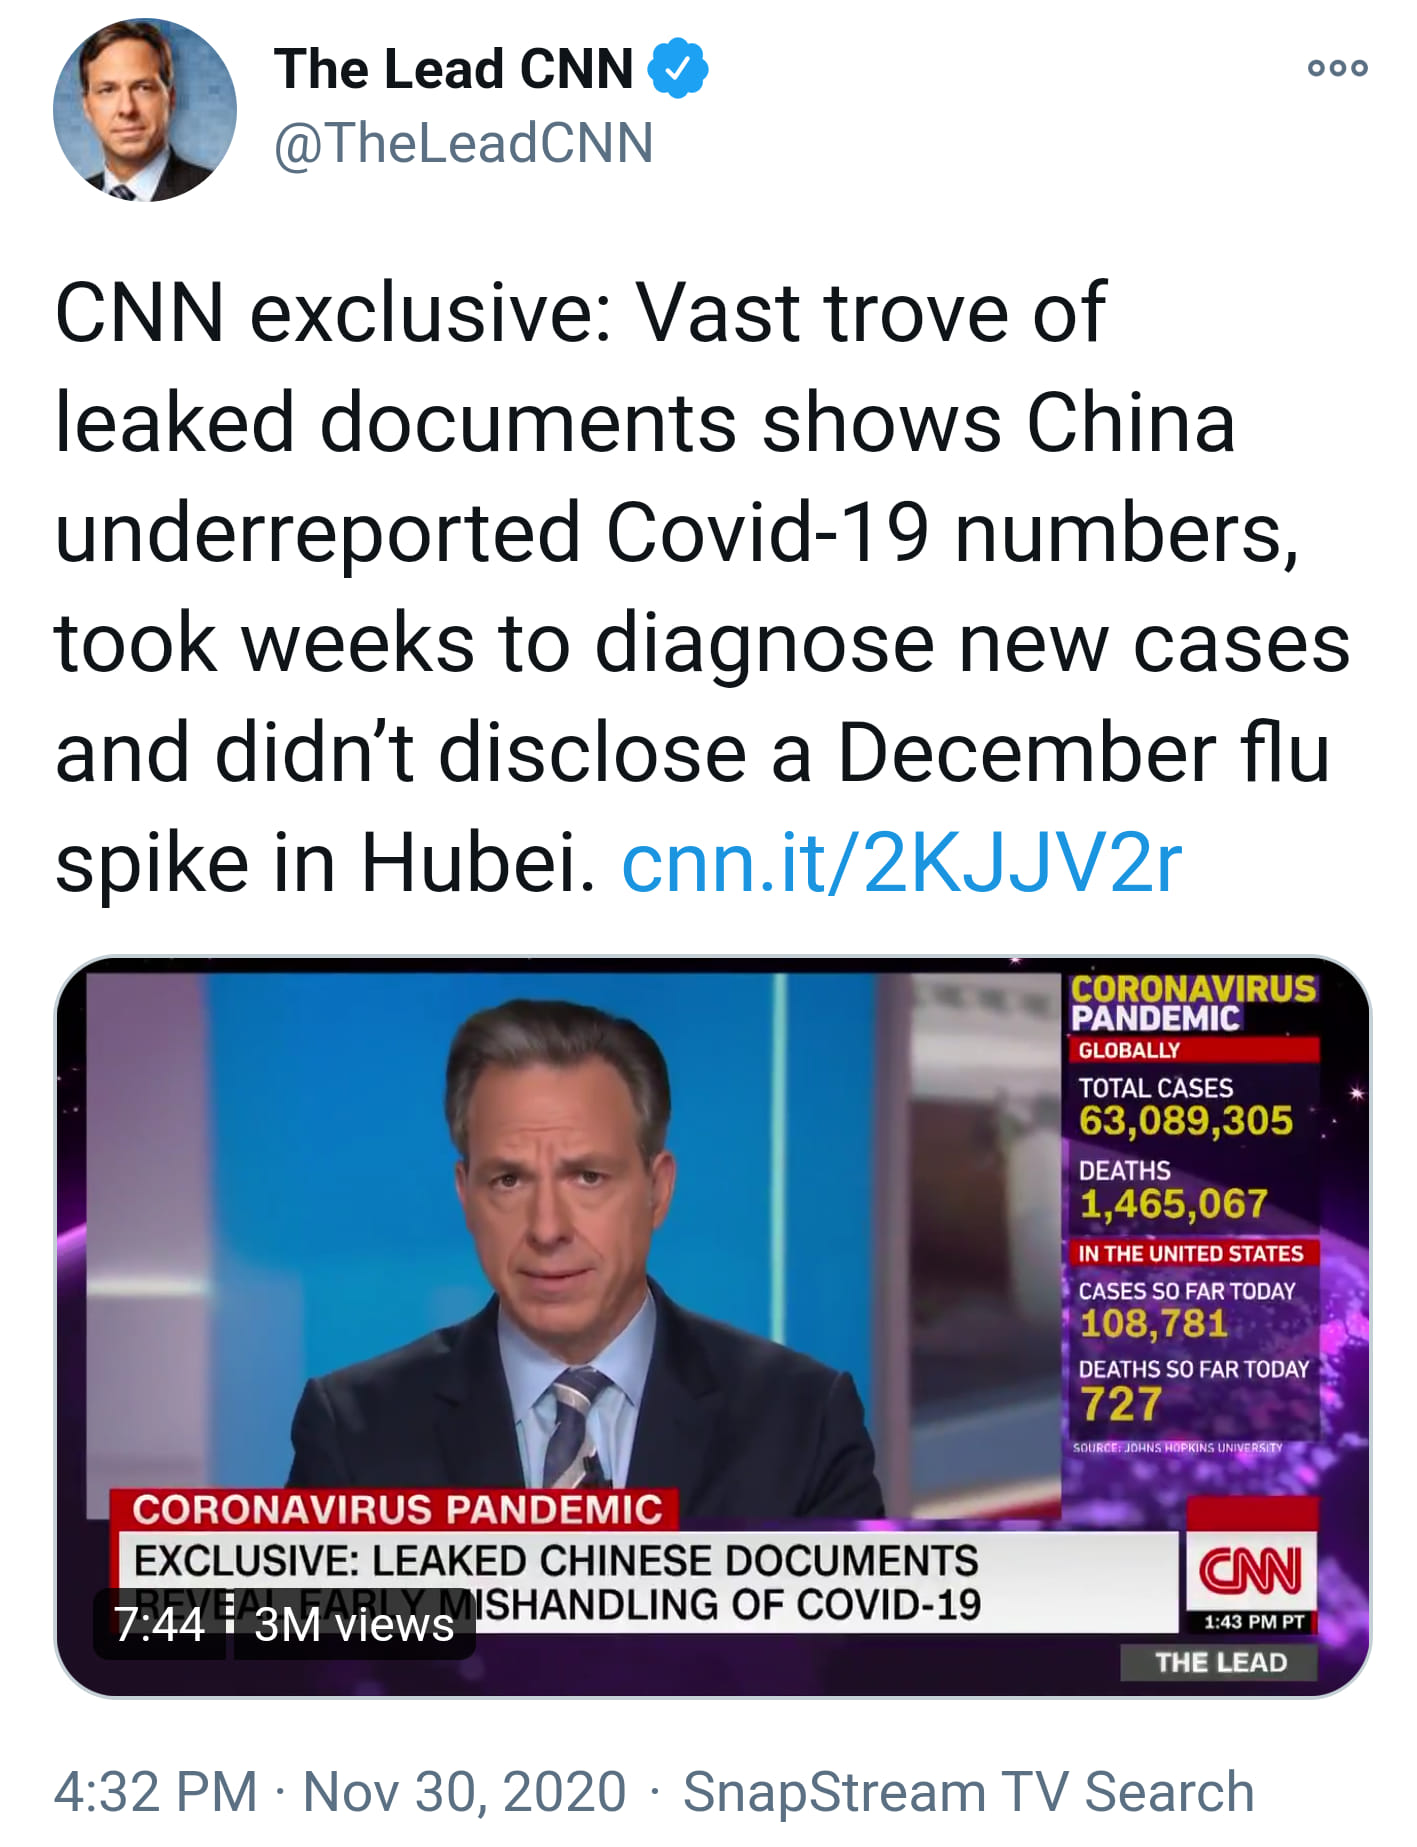 The Lead CNN
@TheLeadCNN
CNN exclusive: Vast trove of
leaked documents shows China
underreported Covid-19 numbers,
took weeks to diagnose new cases
and didn’t disclose a December flu
spike in Hubei. cnn.it/2KJJV2r
CORONAVIRUS
PANDEMIC
GLOBALLY
TOTAL CASES
63,089,305
DEATHS
1,465,067
IN THE UNITED STATES
CASES SO FAR TODAY
108,781
DEATHS SO FAR TODAY
727
SOURCE: JOHNS HOPKINS UNIVERSITY
CORONAVIRUS PANDEMIC
EXCLUSIVE: LEAKED CHINESE DOCUMENTS
REVEAL EARLY MISHANDLING OF COVID-19
7:44 3M views
CNN
1:43 PM PT
THE LEAD
4:32 PM · Nov 30, 2020 · SnapStream TV Search